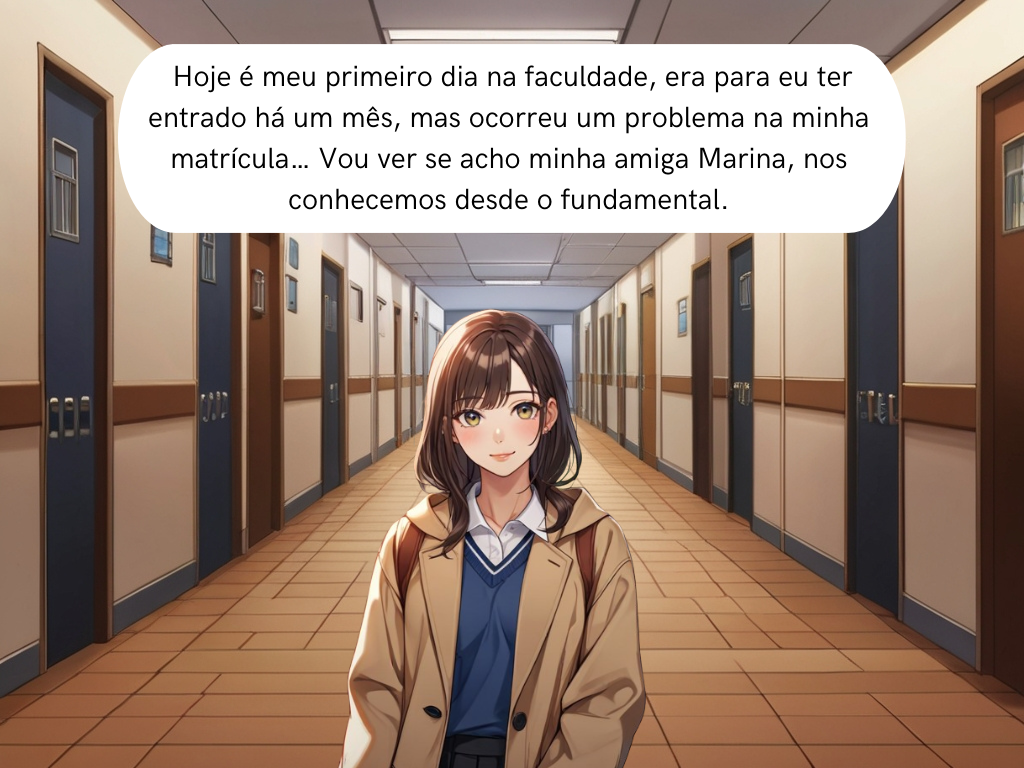 Hoje é meu primeiro dia na faculdade, era para eu ter
entrado há um mês, mas ocorreu um problema na minha
matrícula... Vou ver se acho minha amiga Marina, nos
conhecemos desde o fundamental.